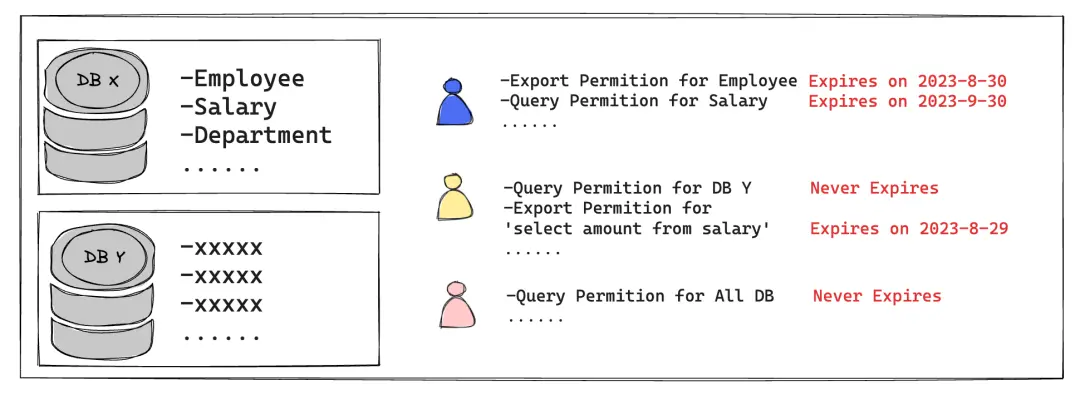 DB X
-Employee
-Salary
-Department
......
DB Y
-xxxxx
-xxxxx
-xxxxx
......
-Export Permition for Employee Expires on 2023-8-30
-Query Permition for Salary Expires on 2023-9-30
......
-Query Permition for DB Y Never Expires
-Export Permition for
'select amount from salary' Expires on 2023-8-29
......
-Query Permition for All DB Never Expires
......